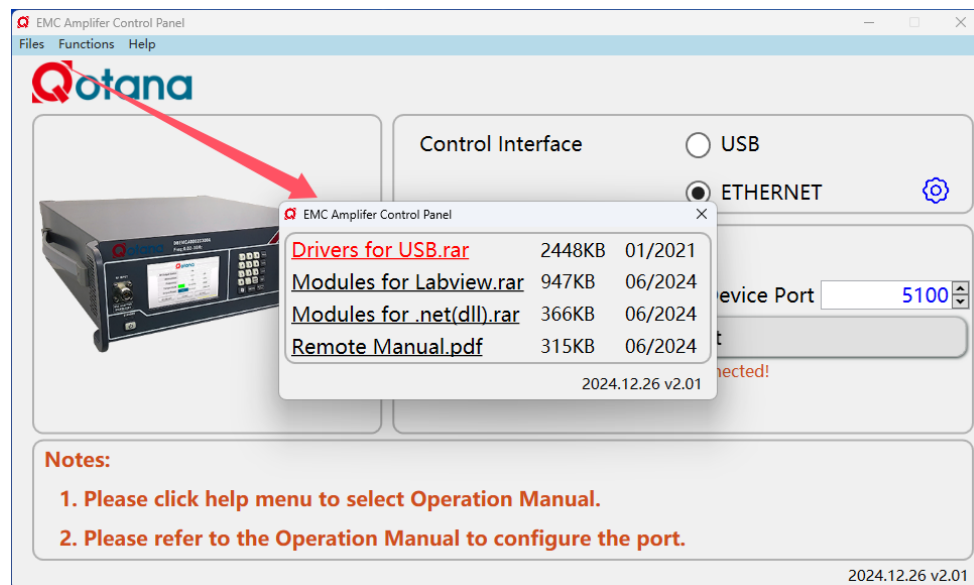 EMC Amplifer Control Panel
Files Functions Help
Qotana
Control Interface
USB
ETHERNET
EMC Amplifer Control Panel
Drivers for USB.rar 2448KB 01/2021
Modules for Labview.rar 947KB 06/2024
Modules for .net(dll).rar 366KB 06/2024
Remote Manual.pdf 315KB 06/2024
2024.12.26 v2.01
evice Port 5100
t
nected!
Qotana
Notes:
1. Please click help menu to select Operation Manual.
2. Please refer to the Operation Manual to configure the port.
2024.12.26 v2.01